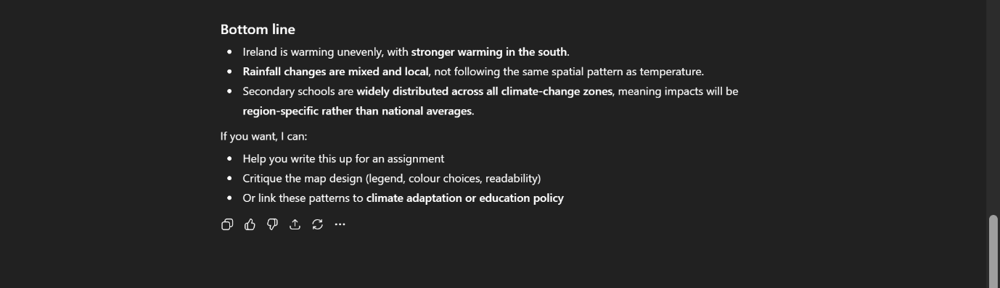 Bottom line
Ireland is warming unevenly, with stronger warming in the south.
Rainfall changes are mixed and local, not following the same spatial pattern as temperature.
Secondary schools are widely distributed across all climate-change zones, meaning impacts will be
region-specific rather than national averages.
If you want, I can:
Help you write this up for an assignment
Critique the map design (legend, colour choices, readability)
Or link these patterns to climate adaptation or education policy